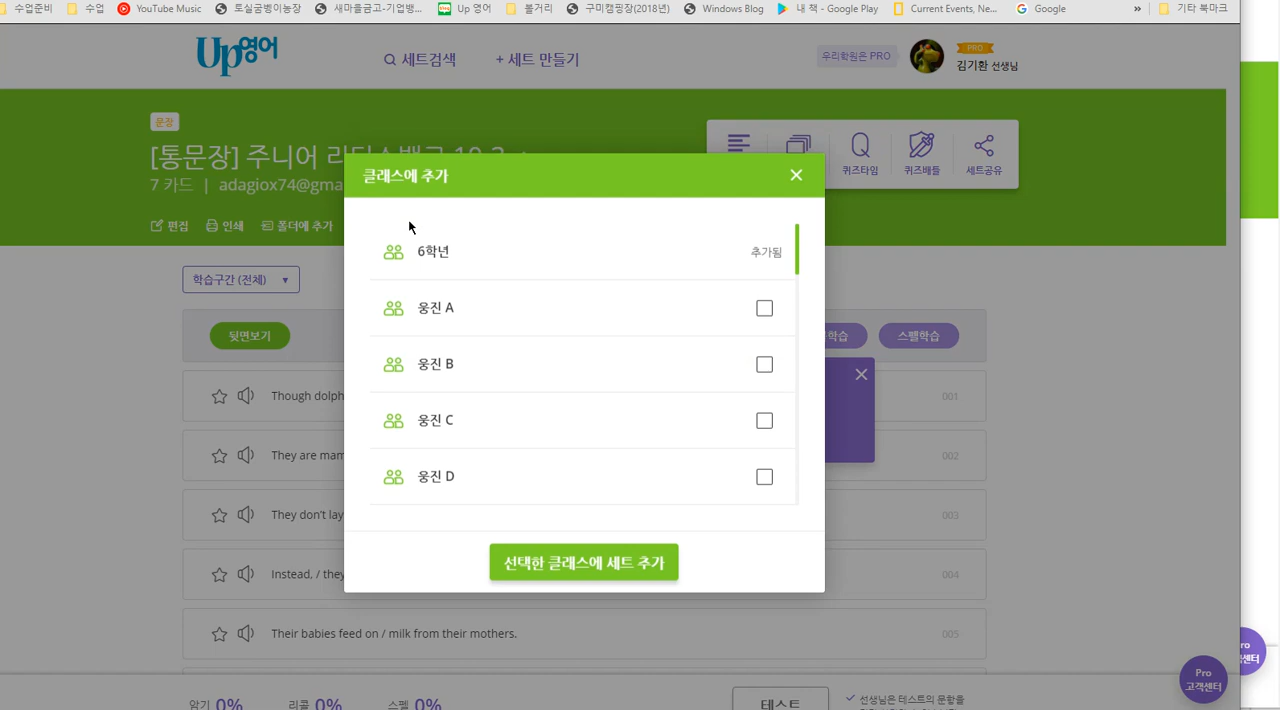 수업준비 수업 YouTube Music 토실굼벵이농장 새마을금고-기업뱅... Up 영어 볼거리 구미캠핑장(2018년) Windows Blog 내 책 - Google Play Current Events, Ne... Google » 기타 북마크
Up영어 세트검색 + 세트 만들기 우리학원은 PRO PRO
김기환 선생님
문장
[통문장] 주니어
7 카드 | adagiox74@gma
퀴즈타임 퀴즈배틀 세트공유
편집 인쇄 폴더에 추가
클래스에 추가
6학년 추가됨
웅진 A
웅진 B
웅진 C
웅진 D
선택한 클래스에 세트 추가
학습구간 (전체) ▼
뒷면보기 학습 스펠학습
Though dolph 001
They are mam 002
They don't lay 003
Instead, / they 004
Their babies feed on / milk from their mothers. 005
암기 0% 리콜 0% 스펠 0% 테스트 선생님은 테스트의 문항을
Pro
고객센터
ro
객센터